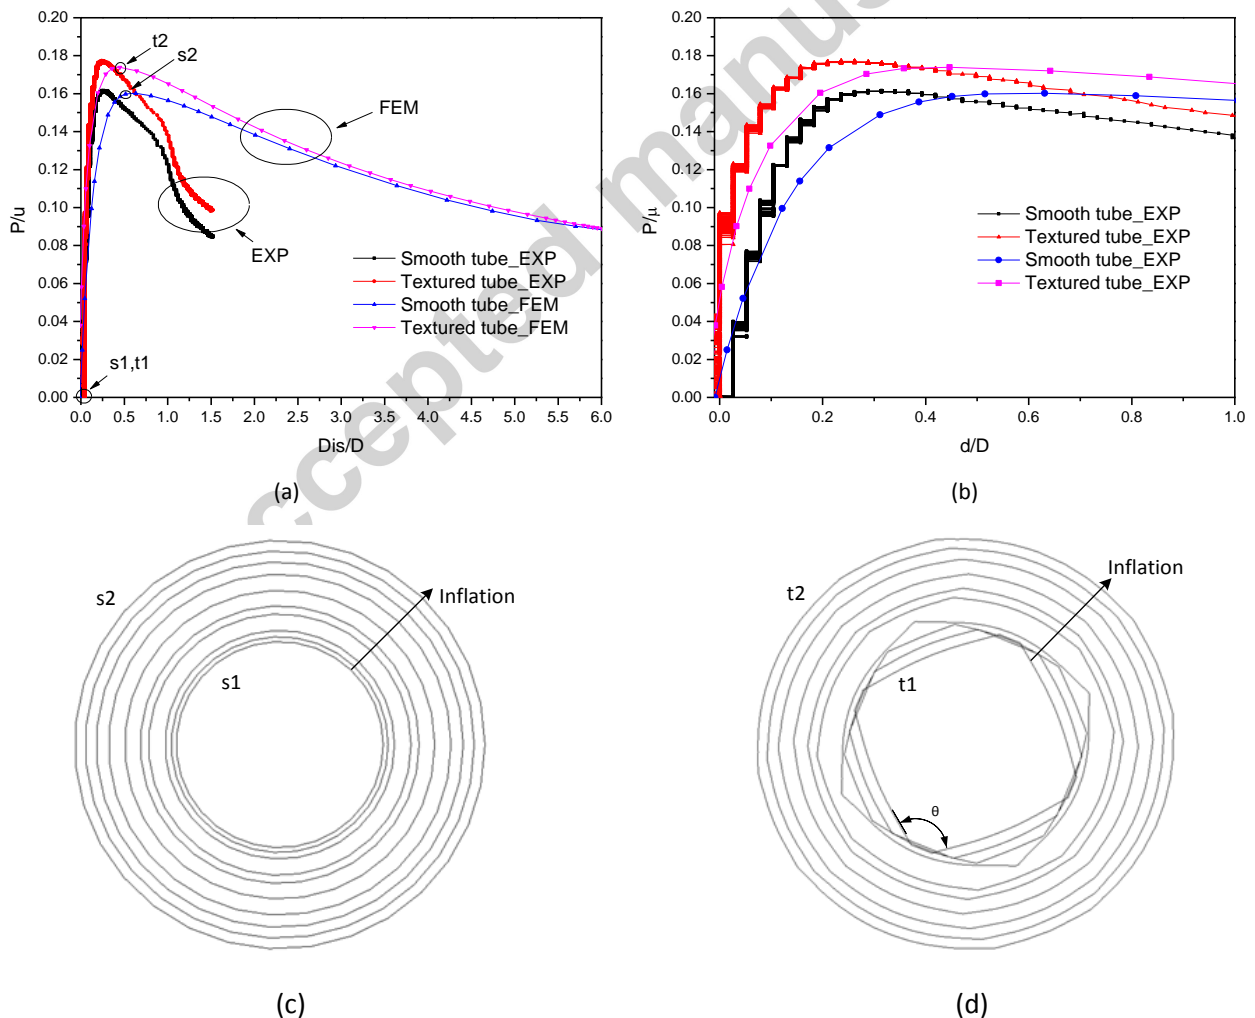 Accepted manus
0.20
0.18
0.16
0.14
0.12
0.10
0.08
0.06
0.04
0.02
0.00
P/u
t2
s2
FEM
EXP
Smooth tube_EXP
Textured tube_EXP
Smooth tube_FEM
Textured tube_FEM
s1,t1
0.0 0.5 1.0 1.5 2.0 2.5 3.0 3.5 4.0 4.5 5.0 5.5 6.0
Dis/D
(a)
0.20
0.18
0.16
0.14
0.12
0.10
0.08
0.06
0.04
0.02
0.00
P/μ
Smooth tube_EXP
Textured tube_EXP
Smooth tube_EXP
Textured tube_EXP
0.0 0.2 0.4 0.6 0.8 1.0
d/D
(b)
s2
Inflation
s1
(c)
t2
Inflation
t1
θ
(d)